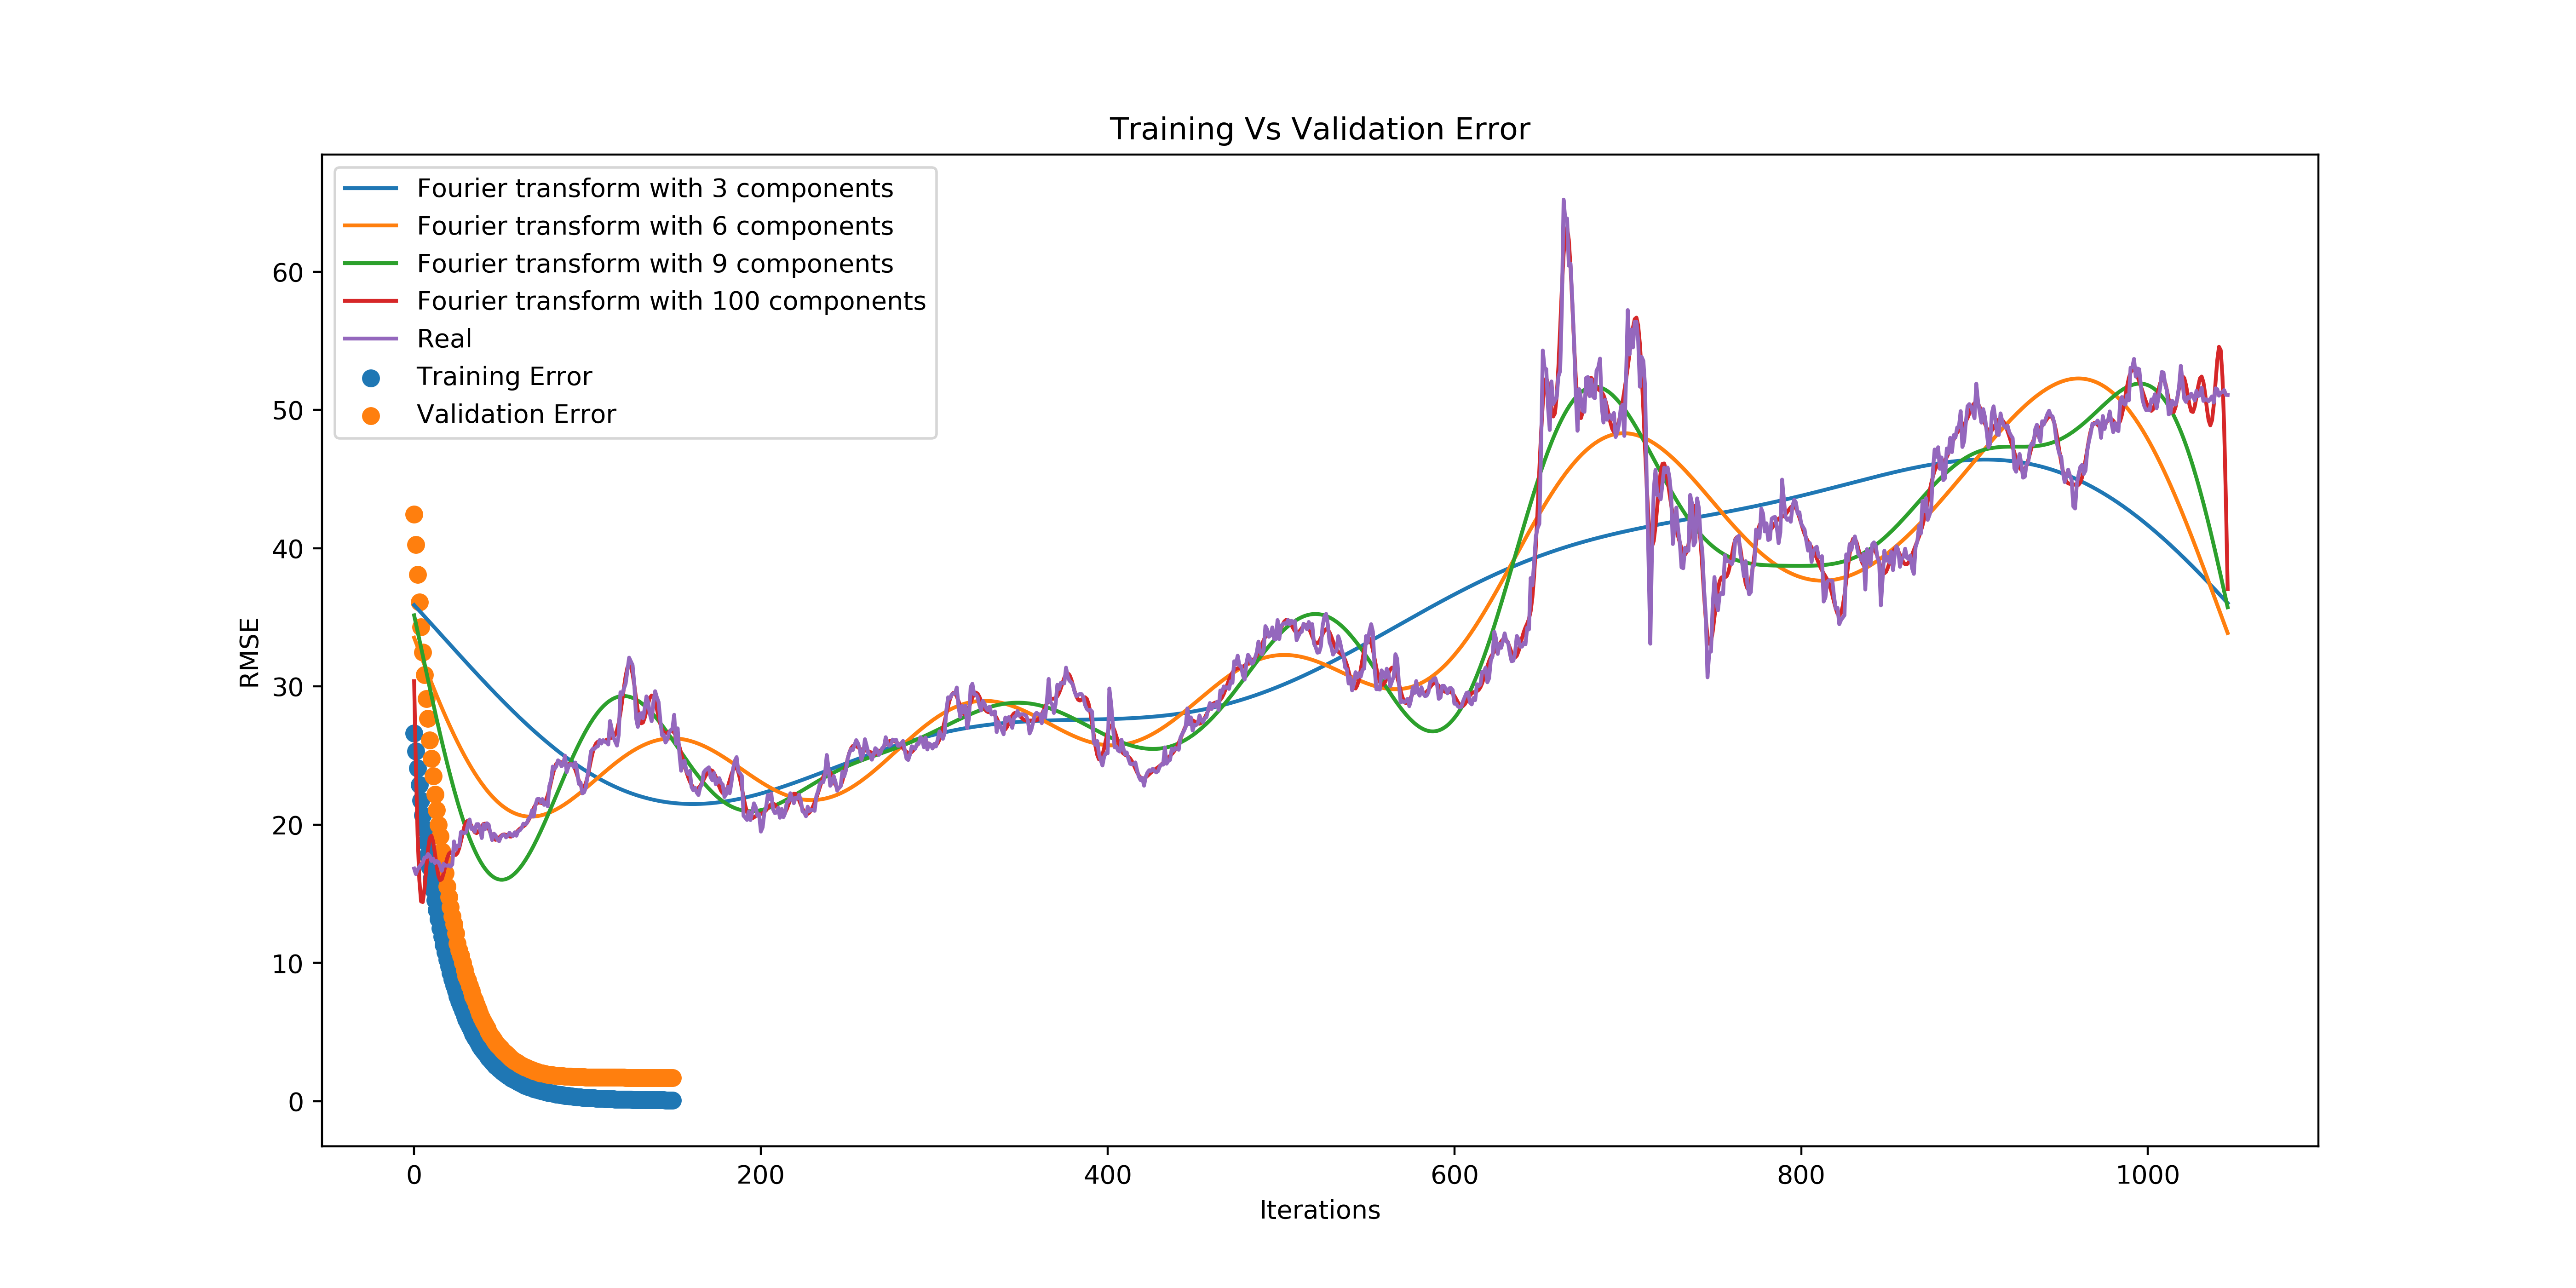 Training Vs Validation Error
Fourier transform with 3 components
Fourier transform with 6 components
Fourier transform with 9 components
Fourier transform with 100 components
Real
Training Error
Validation Error
60
50
40
30
20
10
0
RMSE
0 200 400 600 800 1000
Iterations